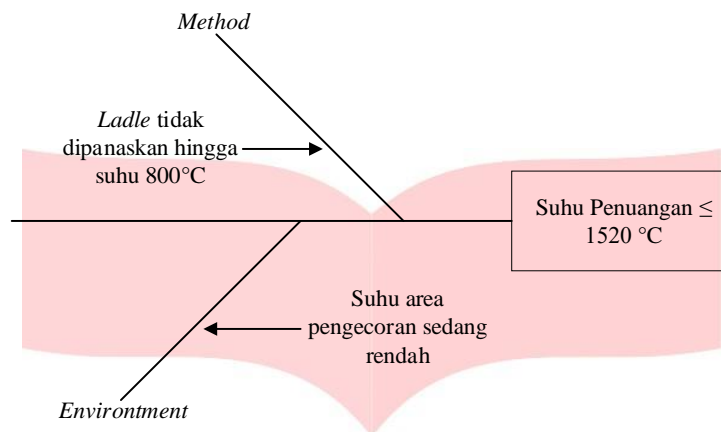 Method
Ladle tidak
dipanaskan hingga
suhu 800°C
Suhu Penuangan ≤
1520 °C
Suhu area
pengecoran sedang
rendah
Environtment